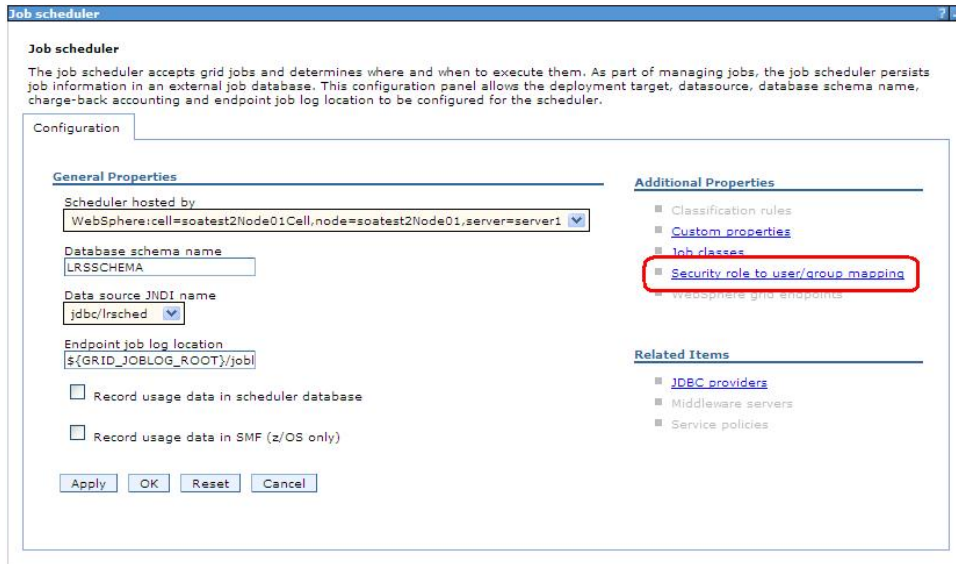 Job scheduler
?
Job scheduler
The job scheduler accepts grid jobs and determines where and when to execute them. As part of managing jobs, the job scheduler persists
job information in an external job database. This configuration panel allows the deployment target, datasource, database schema name,
charge-back accounting and endpoint job log location to be configured for the scheduler.
Configuration
General Properties
Scheduler hosted by
WebSphere:cell=soatest2Node01Cell,node=soatest2Node01,server=server1
Database schema name
LRSSCHEMA
Data source JNDI name
jdbc/lrsched
Endpoint job log location
${GRID_JOBLOG_ROOT}/jobl
Record usage data in scheduler database
Record usage data in SMF (z/OS only)
Apply OK Reset Cancel
Additional Properties
Classification rules
Custom properties
Job classes
Security role to user/group mapping
WebSphere grid endpoints
Related Items
JDBC providers
Middleware servers
Service policies